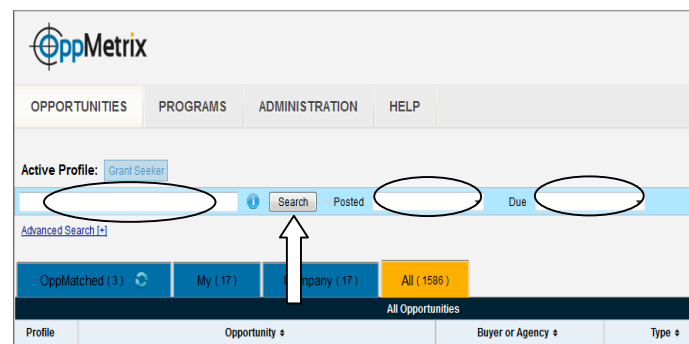 OppMetrix
OPPORTUNITIES PROGRAMS ADMINISTRATION HELP
Active Profile: Grant Seeker
i Search Posted Due
Advanced Search [+]
OppMatched ( 3 ) My ( 17 ) mpany ( 17 ) All ( 1586 )
All Opportunities
Profile Opportunity Buyer or Agency Type